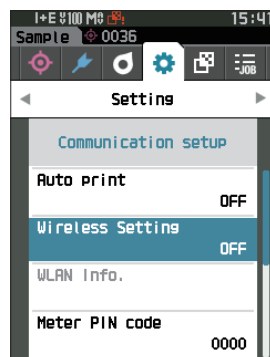 I+E 100 M0 15:41
Sample 0036
-JOB
Setting
Communication setup
Auto print
OFF
Wireless Setting
OFF
WLAN Info.
Meter PIN code
0000